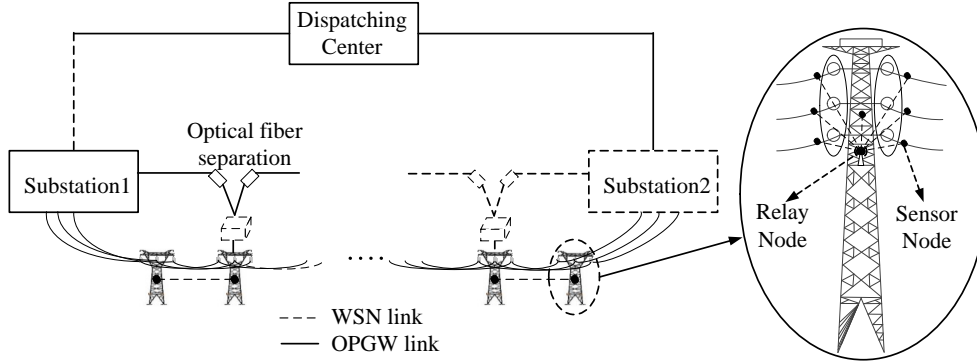 Dispatching
Center
Optical fiber
separation
Substation1
Substation2
Relay
Node
Sensor
Node
WSN link
OPGW link